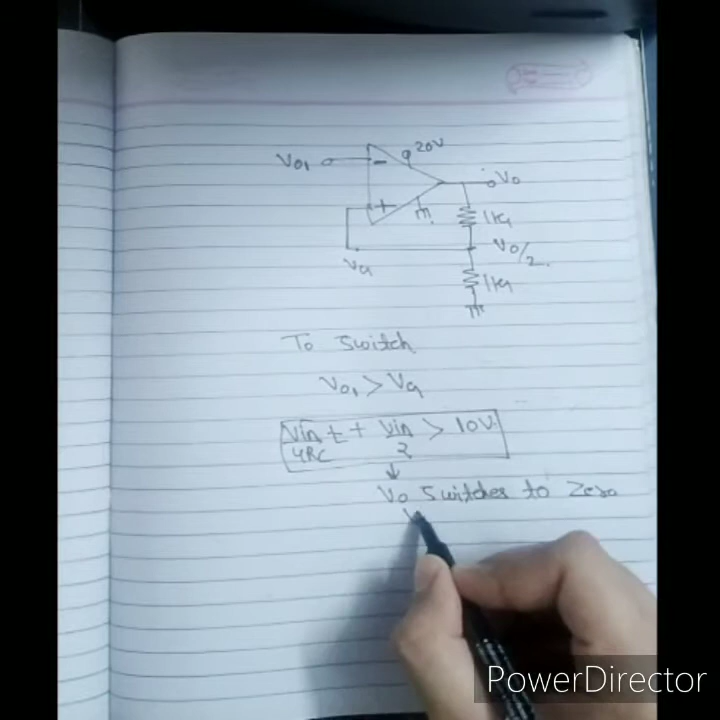 20V
Vo1
-
Vo
+
1kΩ
Vo/2
Va
1kΩ
To switch
Vo1 > Va
Vin/4RC t + Vin/2 > 10V
↓
Vo switches to zero
PowerDirector